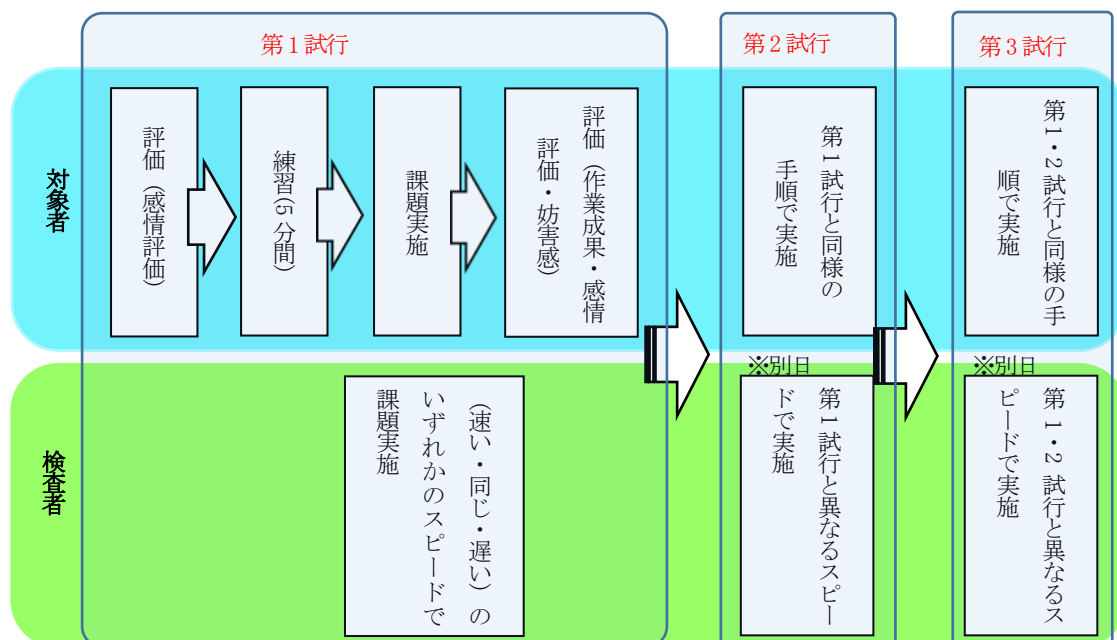 第1試行
第2試行
第3試行
対象者
評価（感情評価）
練習(5分間)
課題実施
評価（作業成果・感情
評価・妨害感）
第1試行と同様の
手順で実施
第1・2試行と同様の手
順で実施
※別日
※別日
検査者
（速い・同じ・遅い）の
いずれかのスピードで
課題実施
第1試行と異なるスピー
ドで実施
第1・2試行と異なるス
ピードで実施